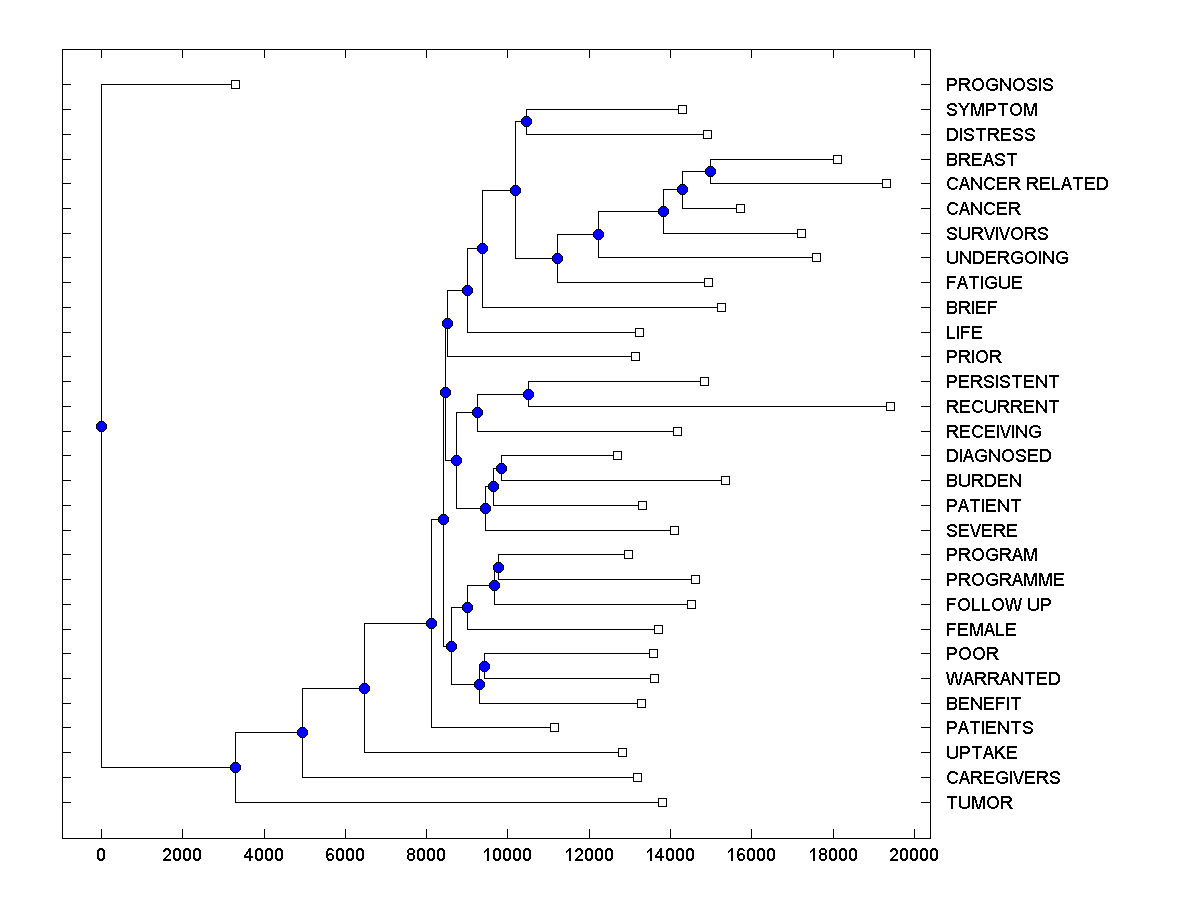 PROGNOSIS
SYMPTOM
DISTRESS
BREAST
CANCER RELATED
CANCER
SURVIVORS
UNDERGOING
FATIGUE
BRIEF
LIFE
PRIOR
PERSISTENT
RECURRENT
RECEIVING
DIAGNOSED
BURDEN
PATIENT
SEVERE
PROGRAM
PROGRAMME
FOLLOW UP
FEMALE
POOR
WARRANTED
BENEFIT
PATIENTS
UPTAKE
CAREGIVERS
TUMOR
0 2000 4000 6000 8000 10000 12000 14000 16000 18000 20000